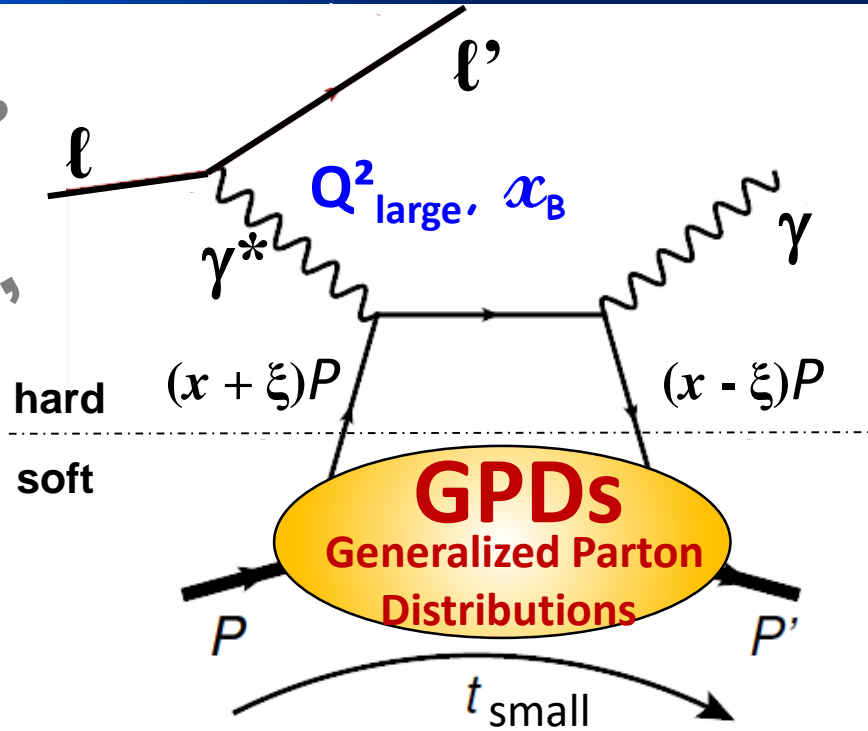 ℓ’
ℓ
Q²large, xB
γ*
γ
(x + ξ)P
(x - ξ)P
hard
soft
GPDs
Generalized Parton
Distributions
P
P'
t small